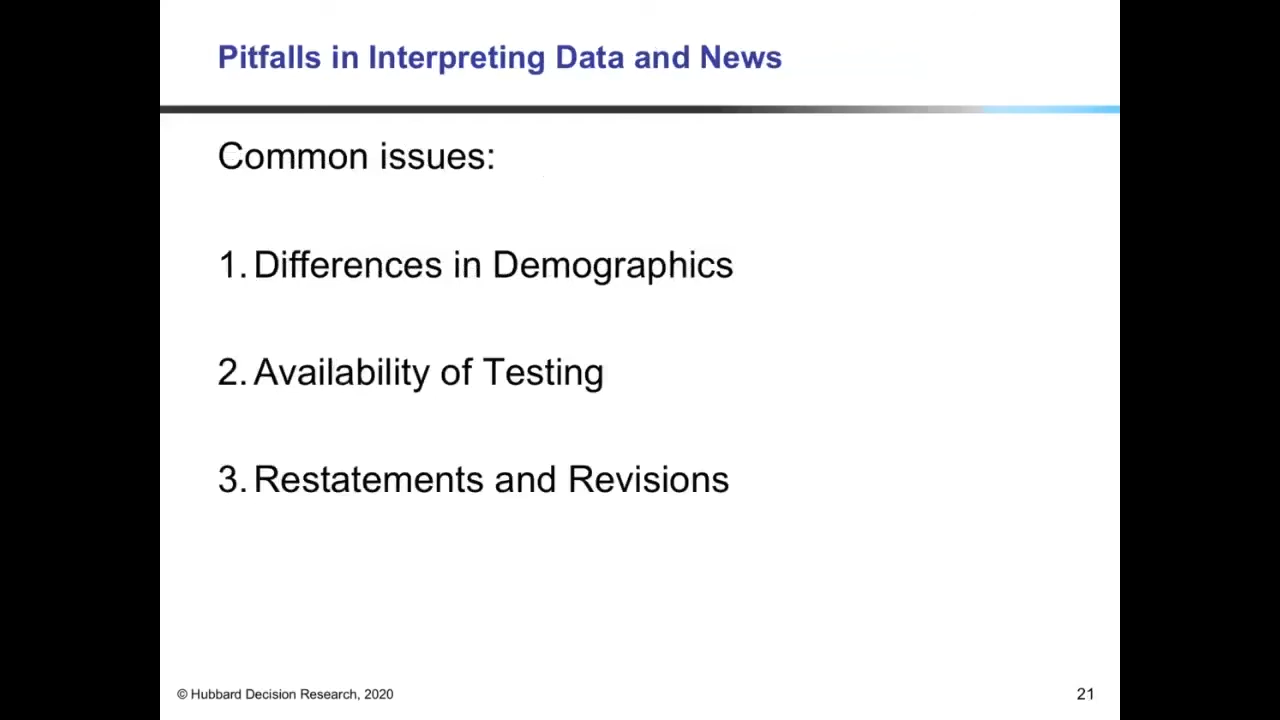 Pitfalls in Interpreting Data and News
Common issues:
1. Differences in Demographics
2. Availability of Testing
3. Restatements and Revisions
© Hubbard Decision Research, 2020
21